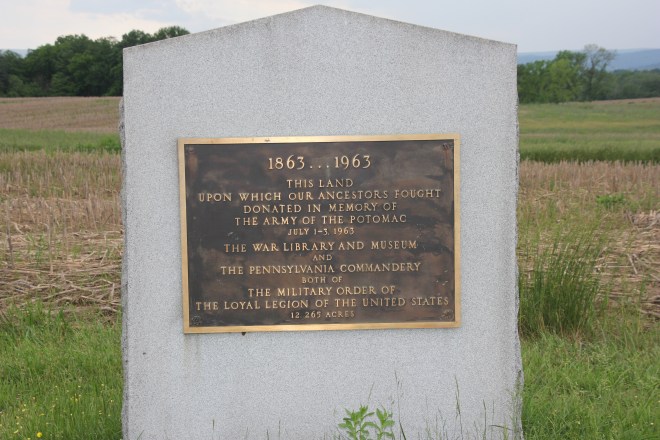 1863...1963
THIS LAND
UPON WHICH OUR ANCESTORS FOUGHT
DONATED IN MEMORY OF
THE ARMY OF THE POTOMAC
JULY 1-3, 1963
THE WAR LIBRARY AND MUSEUM
AND
THE PENNSYLVANIA COMMANDERY
BOTH OF
THE MILITARY ORDER OF
THE LOYAL LEGION OF THE UNITED STATES
12.265 ACRES